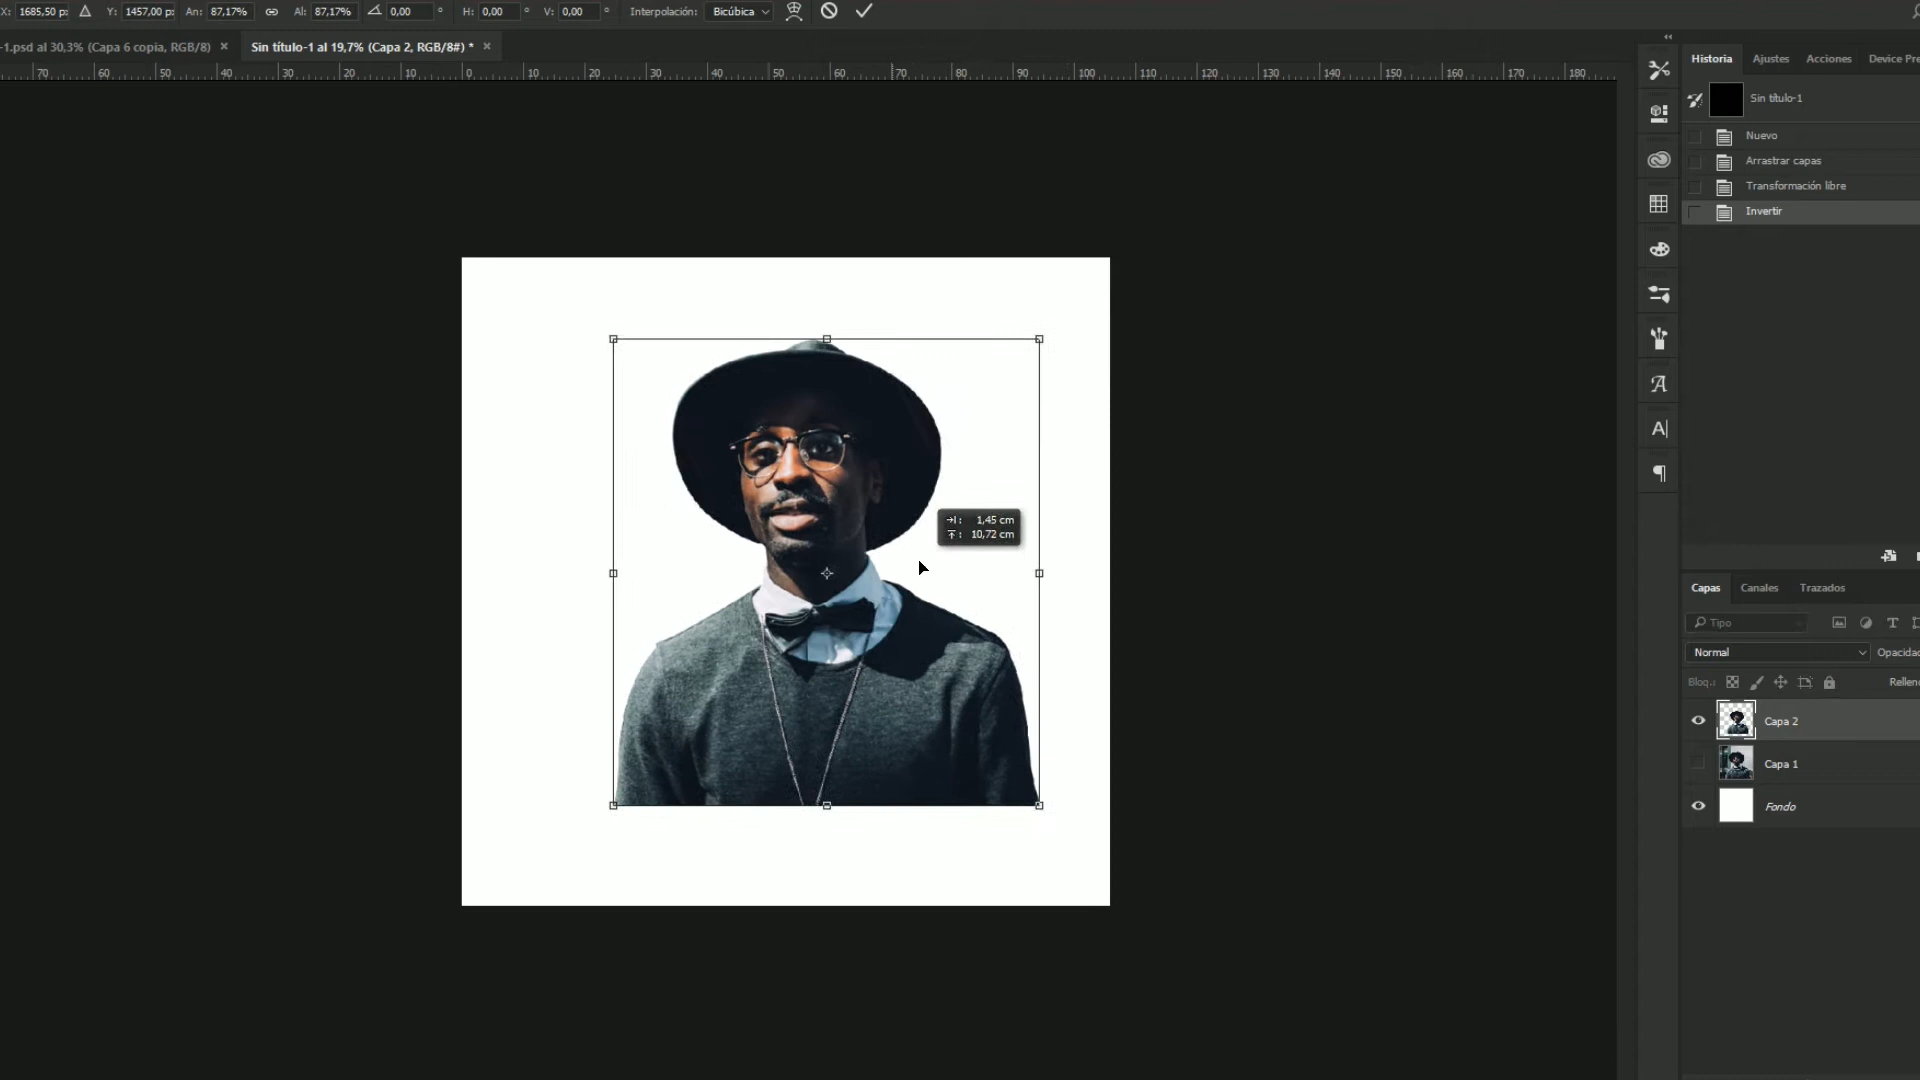 X: 1685,50 p: Y: 1457,00 p: An: 87,17% Al: 87,17% 0,00 ° H: 0,00 ° V: 0,00 ° Interpolación: Bicúbica
-1.psd al 30,3% (Capa 6 copia, RGB/8) × Sin título-1 al 19,7% (Capa 2, RGB/8#) * ×
70 60 50 40 30 20 10 0 10 20 30 40 50 60 70 80 90 100 110 120 130 140 150 160 170 180
Historia Ajustes Acciones Device Pre
Sin título-1
Nuevo
Arrastrar capas
Transformación libre
Invertir
1,45 cm
10,72 cm
Capas Canales Trazados
Tipo
Normal Opacidad
Bloq.: Rellen
Capa 2
Capa 1
Fondo